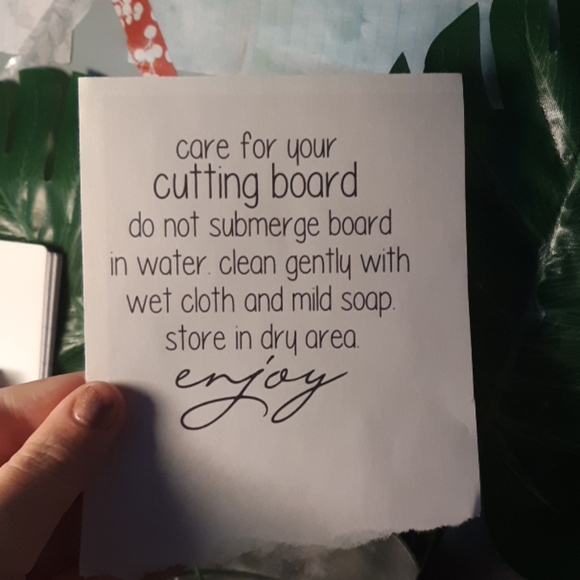 care for your
cutting board
do not submerge board
in water. clean gently with
wet cloth and mild soap.
store in dry area.
enjoy